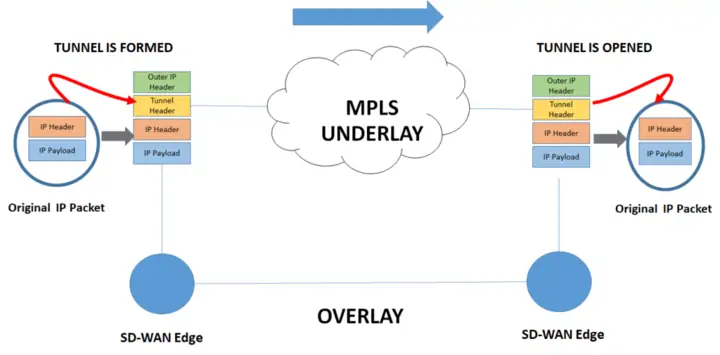 TUNNEL IS FORMED
TUNNEL IS OPENED
Outer IP
Header
Tunnel
Header
IP Header
IP Payload
IP Header
IP Payload
Original IP Packet
MPLS
UNDERLAY
Outer IP
Header
Tunnel
Header
IP Header
IP Payload
IP Header
IP Payload
Original IP Packet
OVERLAY
SD-WAN Edge
SD-WAN Edge